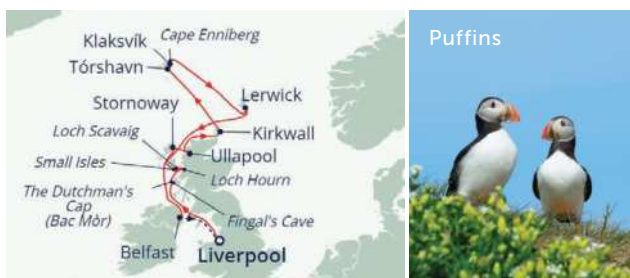 Cape Enniberg
Klaksvík
Tórshavn
Lerwick
Stornoway
Kirkwall
Loch Scavaig
Ullapool
Small Isles
Loch Hourn
The Dutchman's
Cap
(Bac Mòr)
Fingal's Cave
Belfast
Liverpool
Puffins